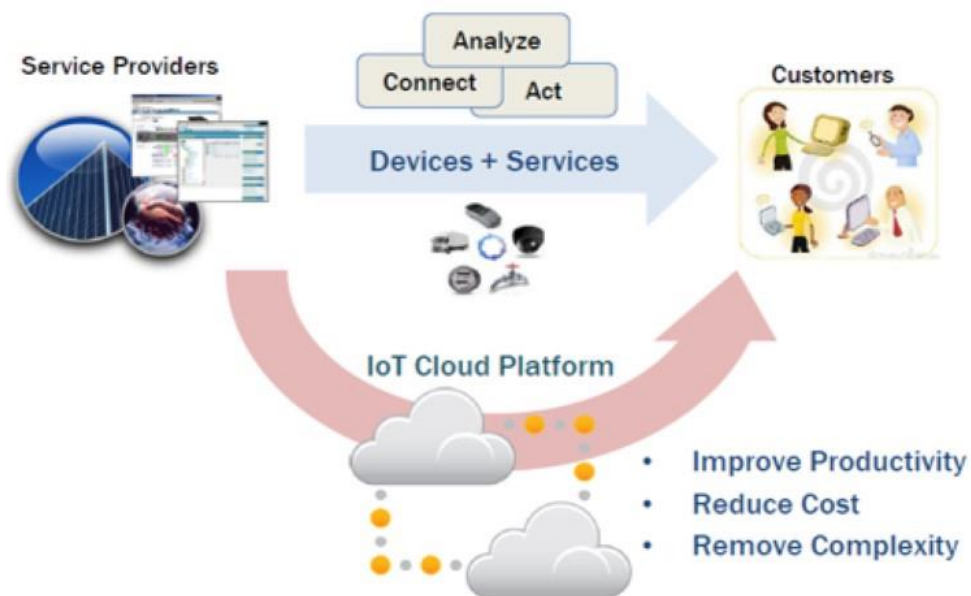 Service Providers
Analyze
Connect
Act
Customers
Devices + Services
IoT Cloud Platform
• Improve Productivity
• Reduce Cost
• Remove Complexity